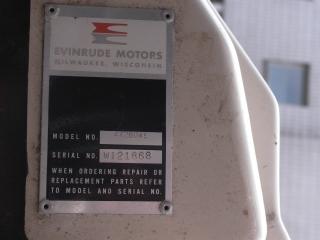 EVINRUDE MOTORS
MILWAUKEE, WISCONSIN
MODEL NO.
SERIAL NO. W121868
WHEN ORDERING REPAIR OR
REPLACEMENT PARTS REFER
TO MODEL AND SERIAL NO.